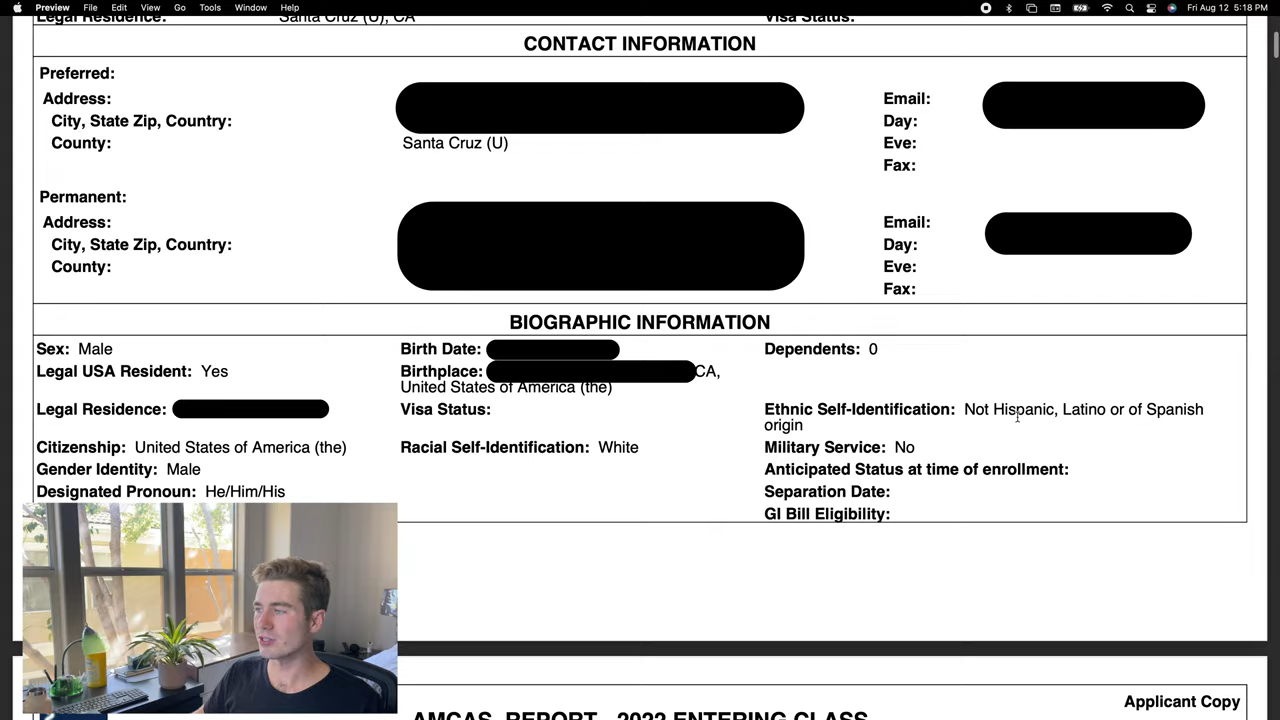 Preview File Edit View Go Tools Window Help Fri Aug 12 5:18 PM
Legal Residence: Santa Cruz (U), CA Visa Status:
CONTACT INFORMATION
Preferred:
Address: Email:
City, State Zip, Country: Day:
County: Santa Cruz (U) Eve:
Fax:
Permanent:
Address: Email:
City, State Zip, Country: Day:
County: Eve:
Fax:
BIOGRAPHIC INFORMATION
Sex: Male Birth Date: Dependents: 0
Legal USA Resident: Yes Birthplace: CA,
United States of America (the)
Legal Residence: Visa Status: Ethnic Self-Identification: Not Hispanic, Latino or of Spanish
origin
Citizenship: United States of America (the) Racial Self-Identification: White Military Service: No
Gender Identity: Male Anticipated Status at time of enrollment:
Designated Pronoun: He/Him/His Separation Date:
GI Bill Eligibility:
Applicant Copy
AMCAS REPORT - 2022 ENTERING CLASS